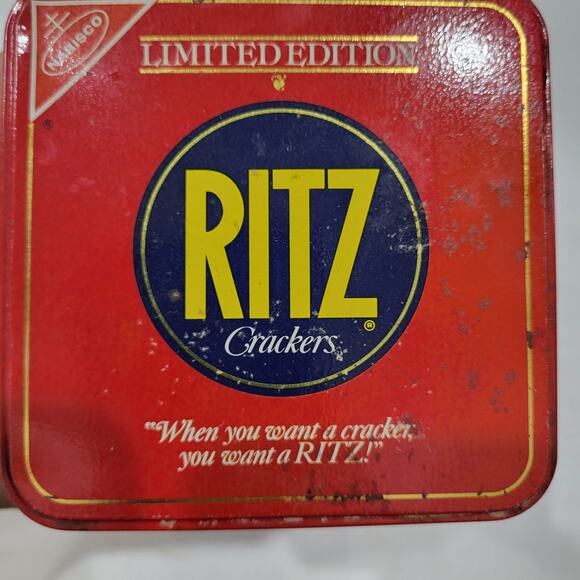 NABISCO
®
LIMITED EDITION
RITZ
®
Crackers
"When you want a cracker,
you want a RITZ!"